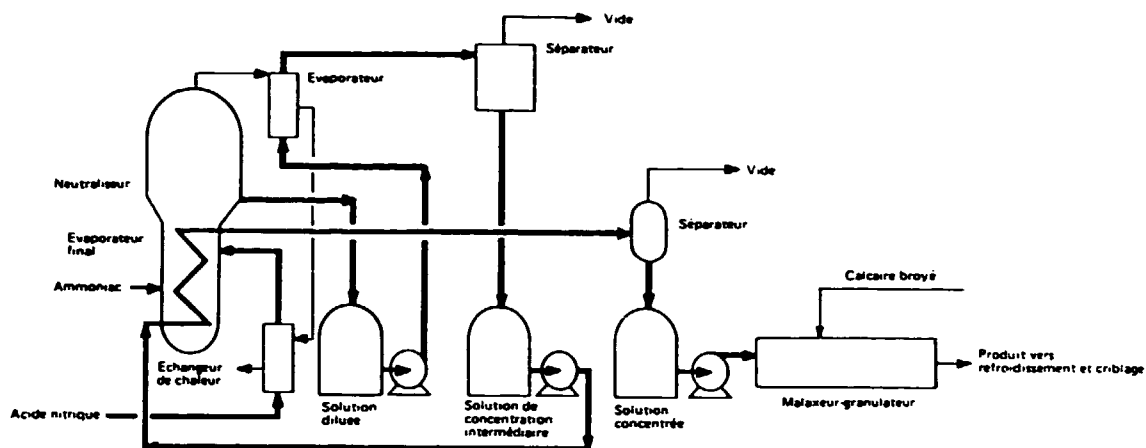 Vide
Séparateur
Evaporateur
Neutraliseur
Vide
Séparateur
Evaporateur
final
Ammoniac
Calcaire broyé
Echangeur
de chaleur
Produit vers
refroidissement et criblage
Malaxeur-granulateur
Acide nitrique
Solution
diluée
Solution de
concentration
intermédiaire
Solution
concentrée